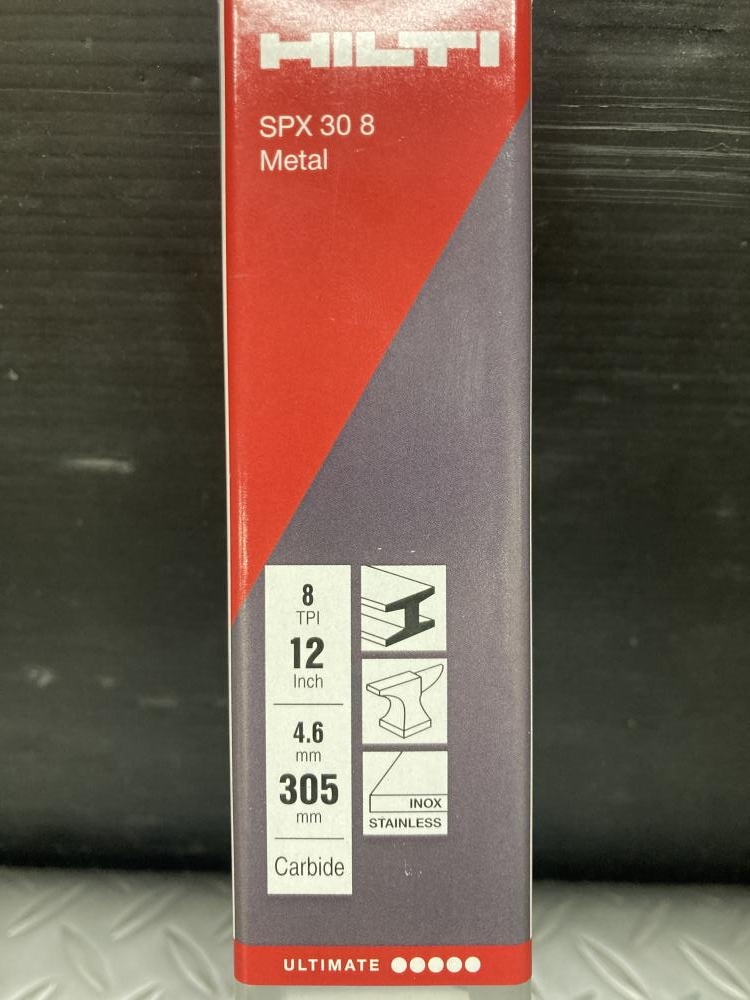 HILTI
SPX 30 8
Metal
8
TPI
12
Inch
4.6
mm
305
mm
Carbide
INOX
STAINLESS
ULTIMATE